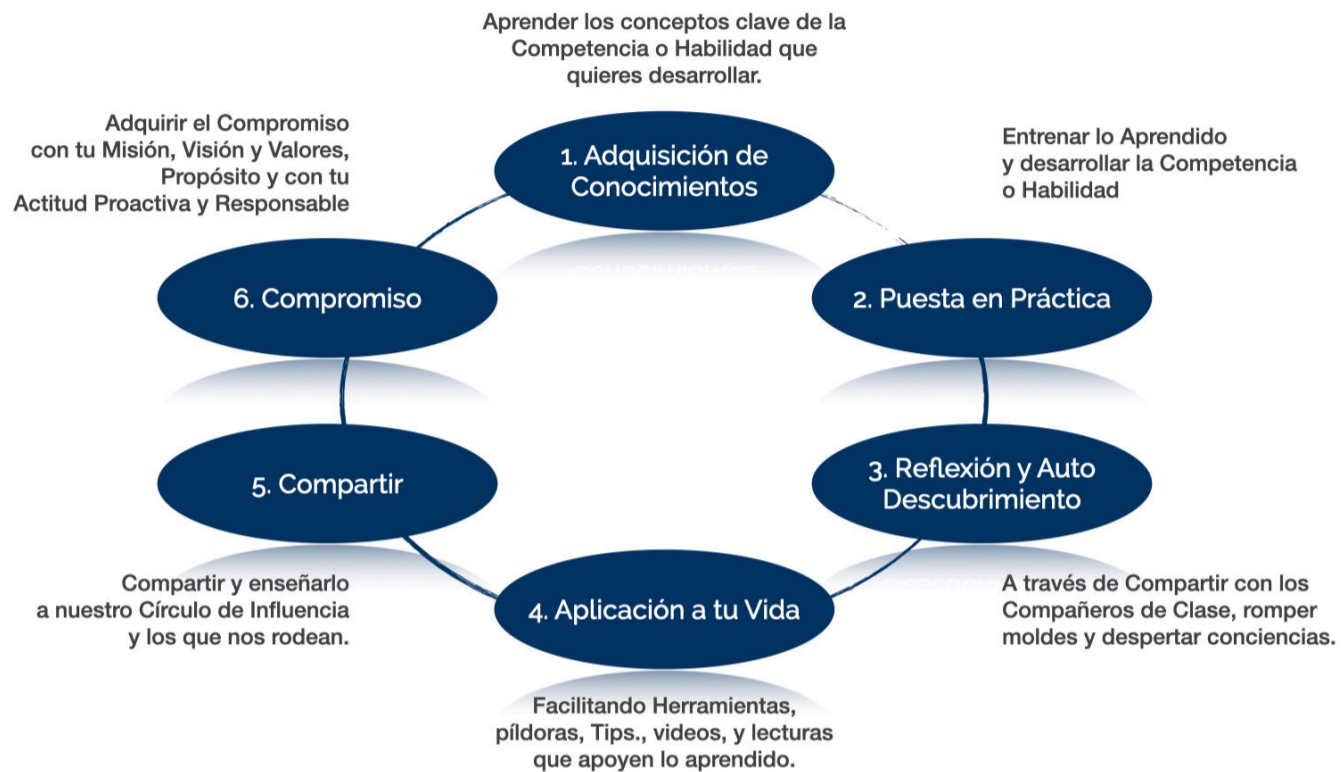 Aprender los conceptos clave de la
Competencia o Habilidad que
quieres desarrollar.
1. Adquisición de
Conocimientos
Entrenar lo Aprendido
y desarrollar la Competencia
o Habilidad
2. Puesta en Práctica
3. Reflexión y Auto
Descubrimiento
A través de Compartir con los
Compañeros de Clase, romper
moldes y despertar conciencias.
4. Aplicación a tu Vida
Facilitando Herramientas,
píldoras, Tips., videos, y lecturas
que apoyen lo aprendido.
5. Compartir
Compartir y enseñarlo
a nuestro Círculo de Influencia
y los que nos rodean.
6. Compromiso
Adquirir el Compromiso
con tu Misión, Visión y Valores,
Propósito y con tu
Actitud Proactiva y Responsable